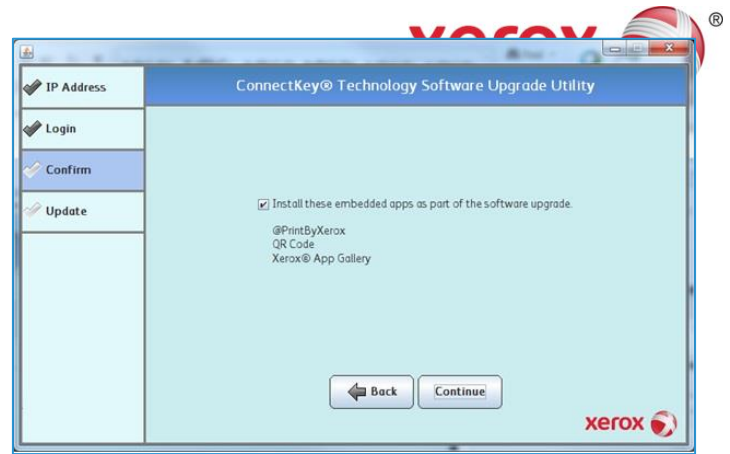 xerox ®
IP Address
ConnectKey® Technology Software Upgrade Utility
Login
Confirm
Update
Install these embedded apps as part of the software upgrade.
@PrintByXerox
QR Code
Xerox® App Gallery
Back
Continue
xerox